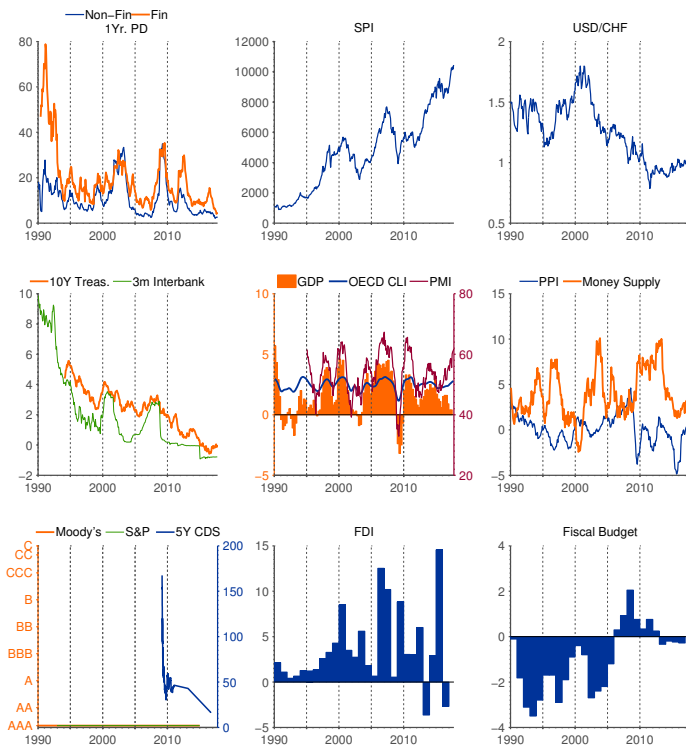 Non-Fin Fin
1Yr. PD
SPI
USD/CHF
80
60
40
20
0
1990 2000 2010
12000
10000
8000
6000
4000
2000
0
1990 2000 2010
2
1.5
1
0.5
1990 2000 2010
10Y Treas. 3m Interbank
GDP OECD CLI PMI
PPI Money Supply
10
8
6
4
2
0
−2
1990 2000 2010
10
5
0
−5
80
60
40
20
1990 2000 2010
15
10
5
0
−5
1990 2000 2010
Moody's S&P 5Y CDS
FDI
Fiscal Budget
C
CC
CCC
B
BB
BBB
A
AA
AAA
200
150
100
50
0
1990 2000 2010
15
10
5
0
−5
1990 2000 2010
4
2
0
−2
−4
1990 2000 2010